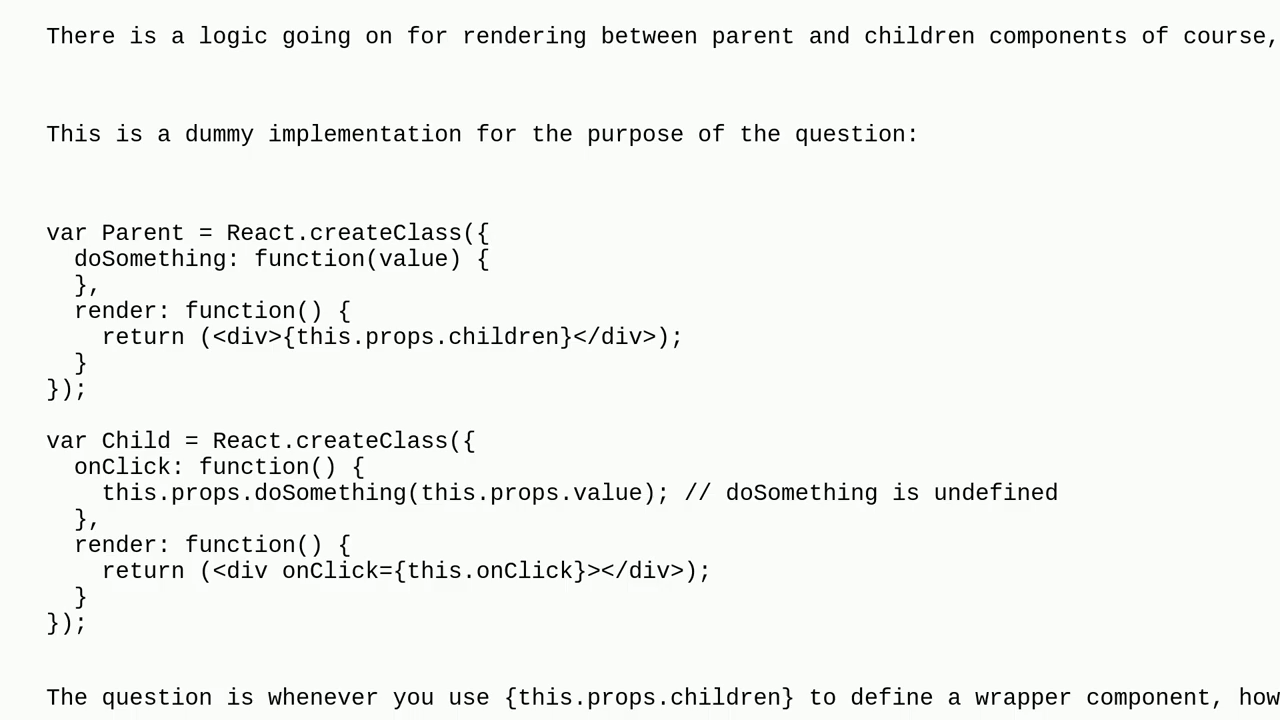 There is a logic going on for rendering between parent and children components of course,
This is a dummy implementation for the purpose of the question:
var Parent = React.createClass({
  doSomething: function(value) {
  },
  render: function() {
    return (<div>{this.props.children}</div>);
  }
});
var Child = React.createClass({
  onClick: function() {
    this.props.doSomething(this.props.value); // doSomething is undefined
  },
  render: function() {
    return (<div onClick={this.onClick}></div>);
  }
});
The question is whenever you use {this.props.children} to define a wrapper component, how